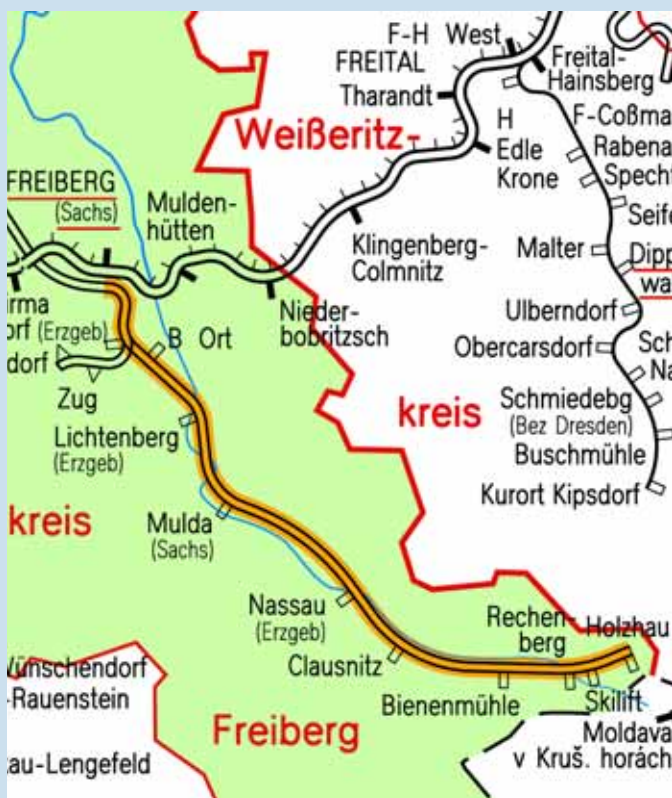 F-H West
FREITAL
Tharandt
Freital-
Hainsberg
Weißeritz-
H
Edle
Krone
F-Coßma
Rabena
Specht
Seife
FREIBERG
(Sachs)
Mulden-
hütten
Klingenberg-
Colmnitz
Malter
Dipp
wa
Nieder-
bobritzsch
Ulberndorf
Obercarsdorf
Sch
Na
irma
orf (Erzgeb)
dorf
B Ort
Zug
Lichtenberg
(Erzgeb)
kreis
Schmiedebg
(Bez Dresden)
Buschmühle
Kurort Kipsdorf
kreis
Mulda
(Sachs)
Nassau
(Erzgeb)
Clausnitz
Rechen-
berg
Holzhau
Bienenmühle
Skilift
Wünschendorf
-Rauenstein
Freiberg
Moldava
v Kruš. horách
au-Lengefeld